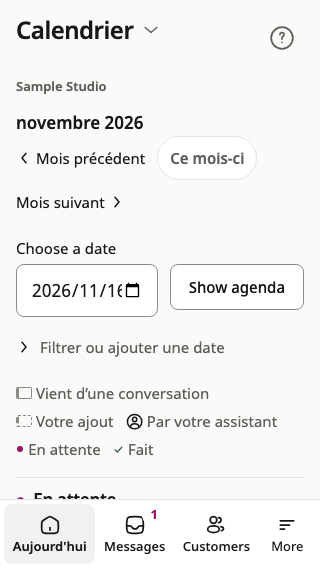 Calendrier
Sample Studio
novembre 2026
Mois précédent
Ce mois-ci
Mois suivant
Choose a date
2026/11/16
Show agenda
Filtrer ou ajouter une date
Vient d’une conversation
Votre ajout
Par votre assistant
En attente
Fait
En attente
1
Aujourd'hui
Messages
Customers
More